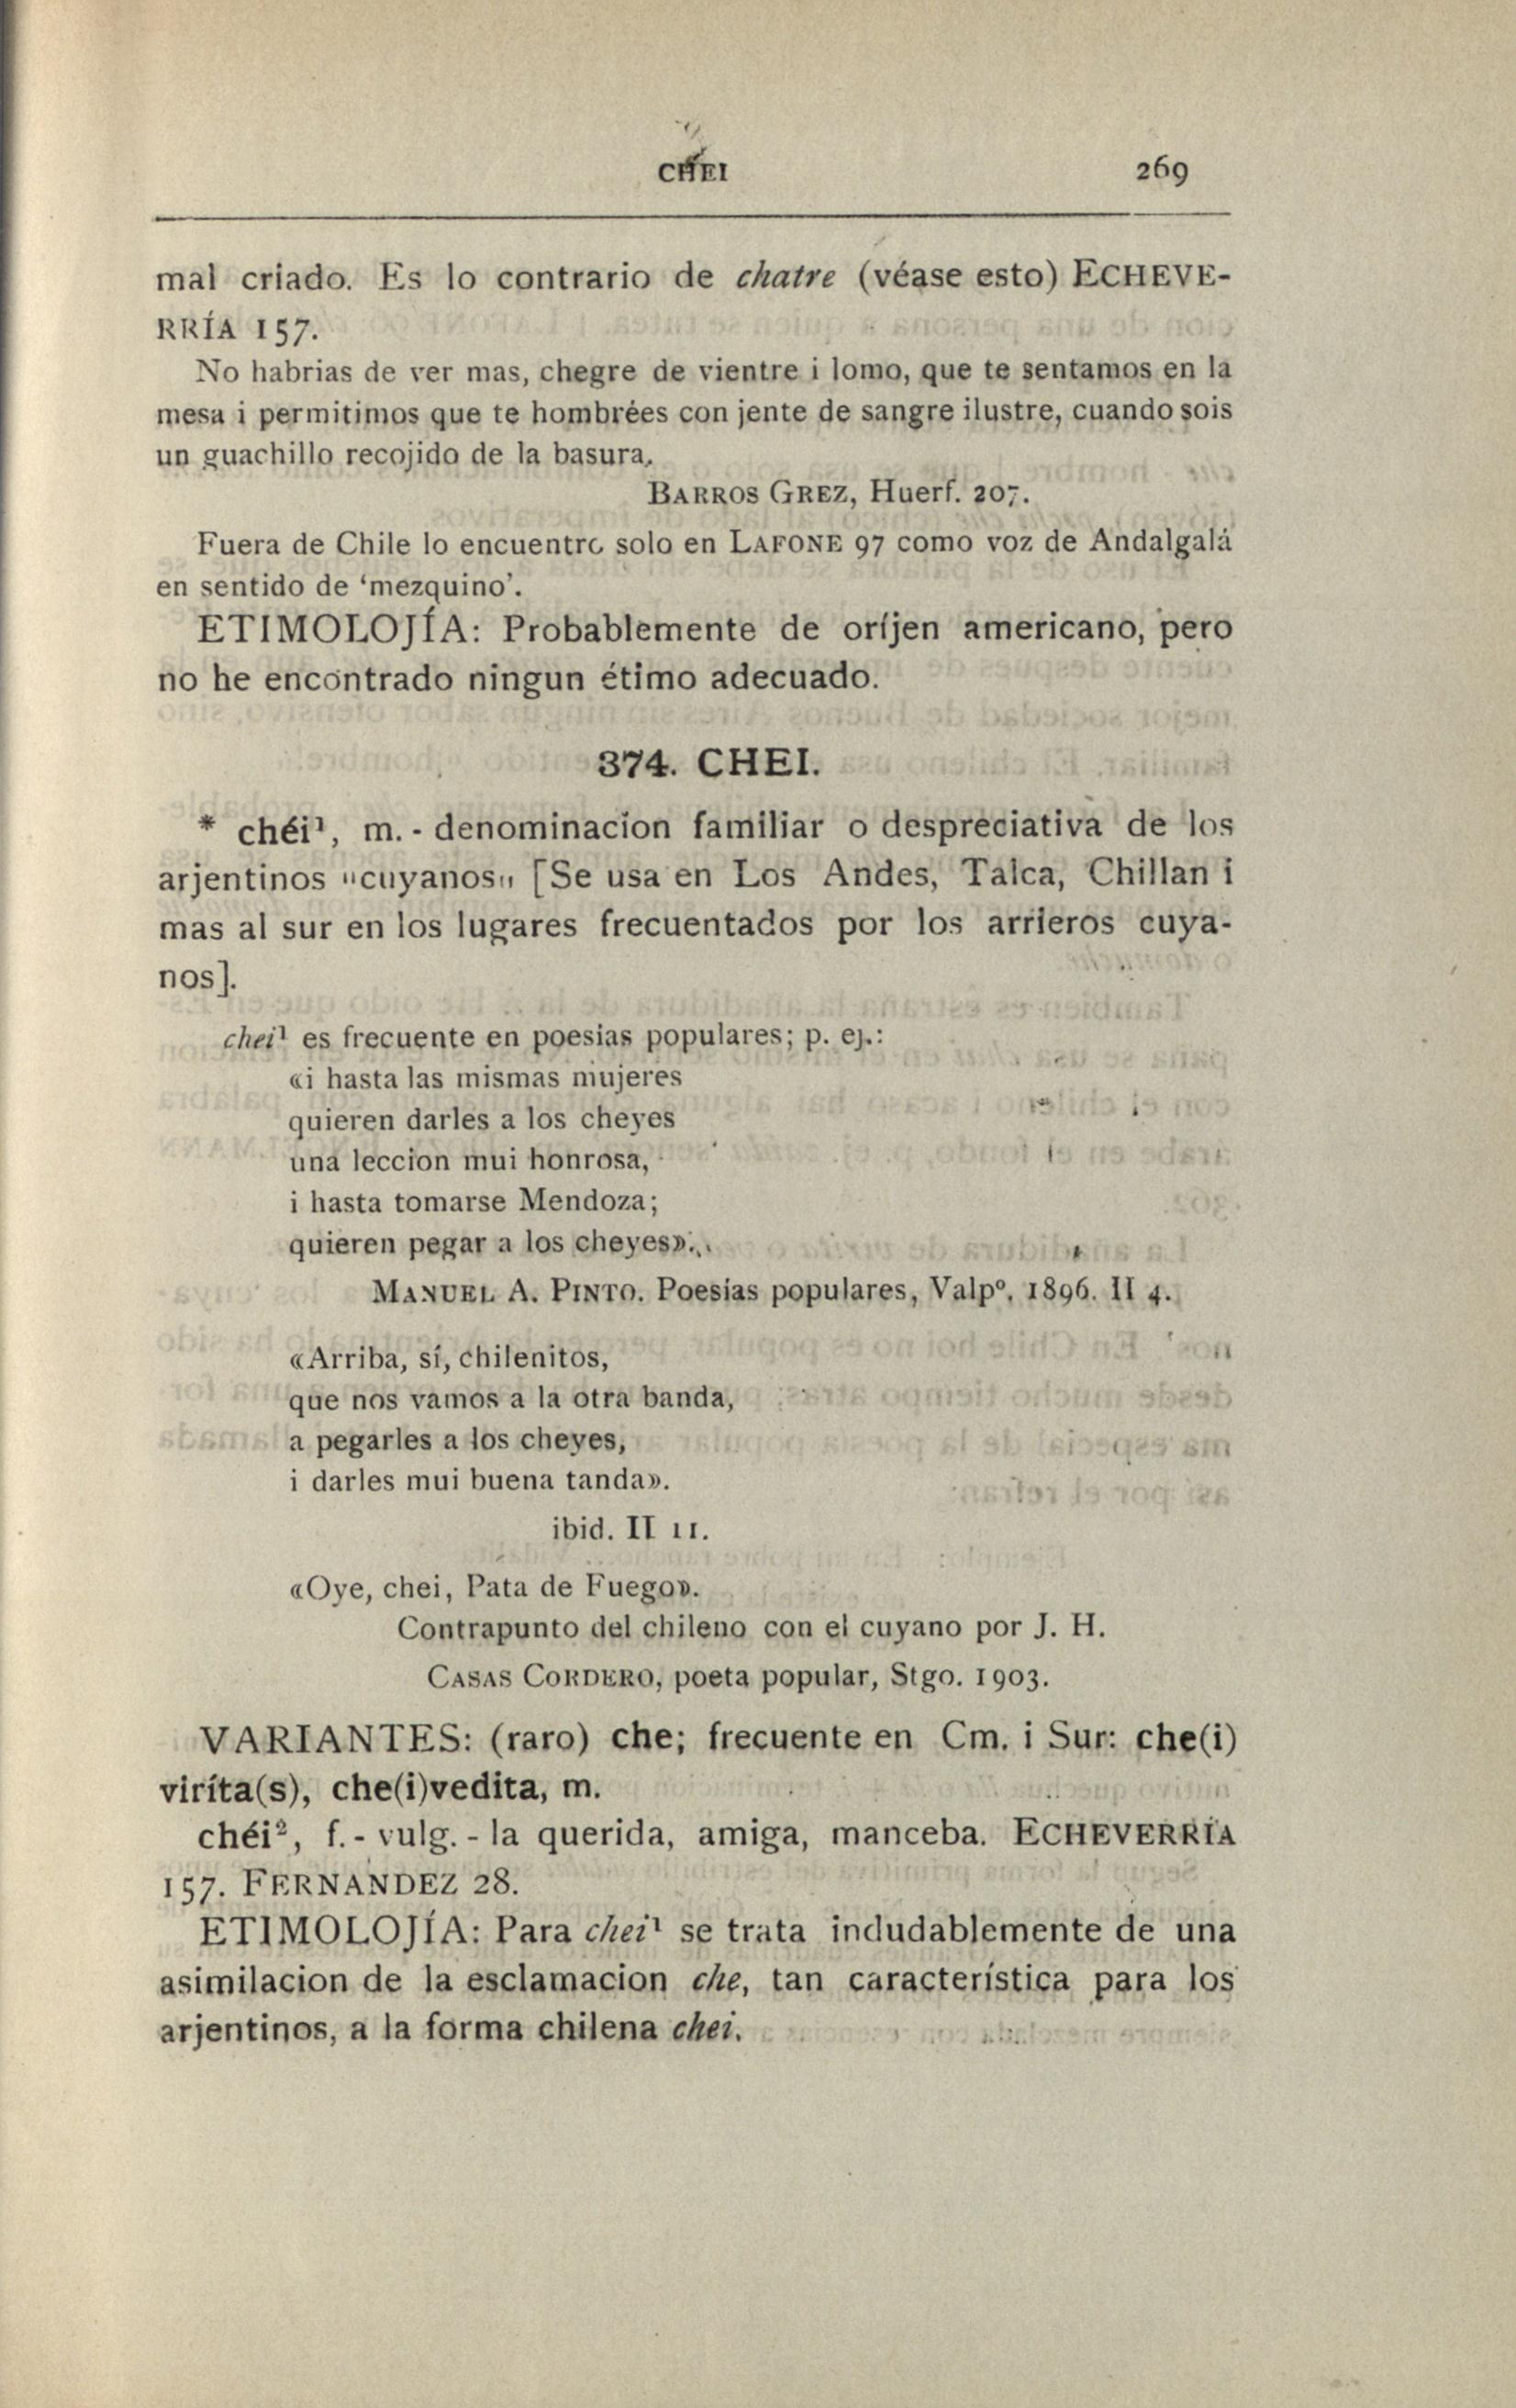 CHEI 269
mal criado. Es lo contrario de chatre (véase esto) ECHEVE-
RRÍA 157.
No habrias de ver mas, chegre de vientre i lomo, que te sentamos en la
mesa i permitimos que te hombrées con jente de sangre ilustre, cuando sois
un guachillo recojido de la basura.
BARROS GREZ, Huerf. 207.
Fuera de Chile lo encuentro solo en LAFONE 97 como voz de Andalgalá
en sentido de ‘mezquino’.
ETIMOLOJÍA: Probablemente de oríjen americano, pero
no he encontrado ningun étimo adecuado.
374. CHEI.
* chéi¹, m. - denominacion familiar o despreciativa de los
arjentinos "cuyanos" [Se usa en Los Andes, Talca, Chillan i
mas al sur en los lugares frecuentados por los arrieros cuya-
nos].
chei¹ es frecuente en poesias populares; p. ej.:
«i hasta las mismas mujeres
quieren darles a los cheyes
una leccion mui honrosa,
i hasta tomarse Mendoza;
quieren pegar a los cheyes»..
MANUEL A. PINTO. Poesías populares, Valpº. 1896. II 4.
«Arriba, sí, chilenitos,
que nos vamos a la otra banda,
a pegarles a los cheyes,
i darles mui buena tanda».
ibid. II 11.
«Oye, chei, Pata de Fuego».
Contrapunto del chileno con el cuyano por J. H.
CASAS CORDERO, poeta popular, Stgo. 1903.
VARIANTES: (raro) che; frecuente en Cm. i Sur: che(i)
viríta(s), che(i)vedita, m.
chéi², f. - vulg. - la querida, amiga, manceba. ECHEVERRÍA
157. FERNANDEZ 28.
ETIMOLOJÍA: Para chei¹ se trata indudablemente de una
asimilacion de la esclamacion che, tan característica para los
arjentinos, a la forma chilena chei.